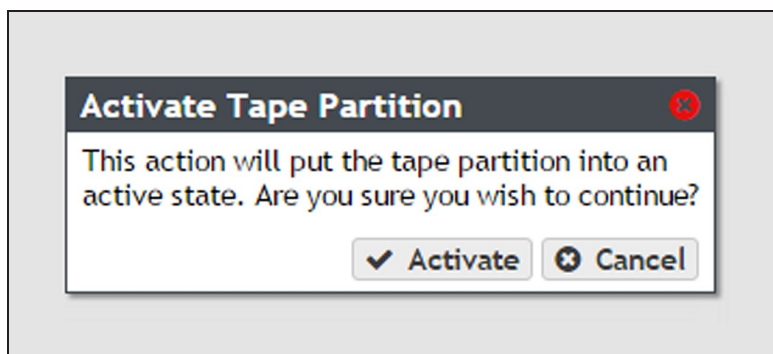 Activate Tape Partition
This action will put the tape partition into an
active state. Are you sure you wish to continue?
Activate Cancel